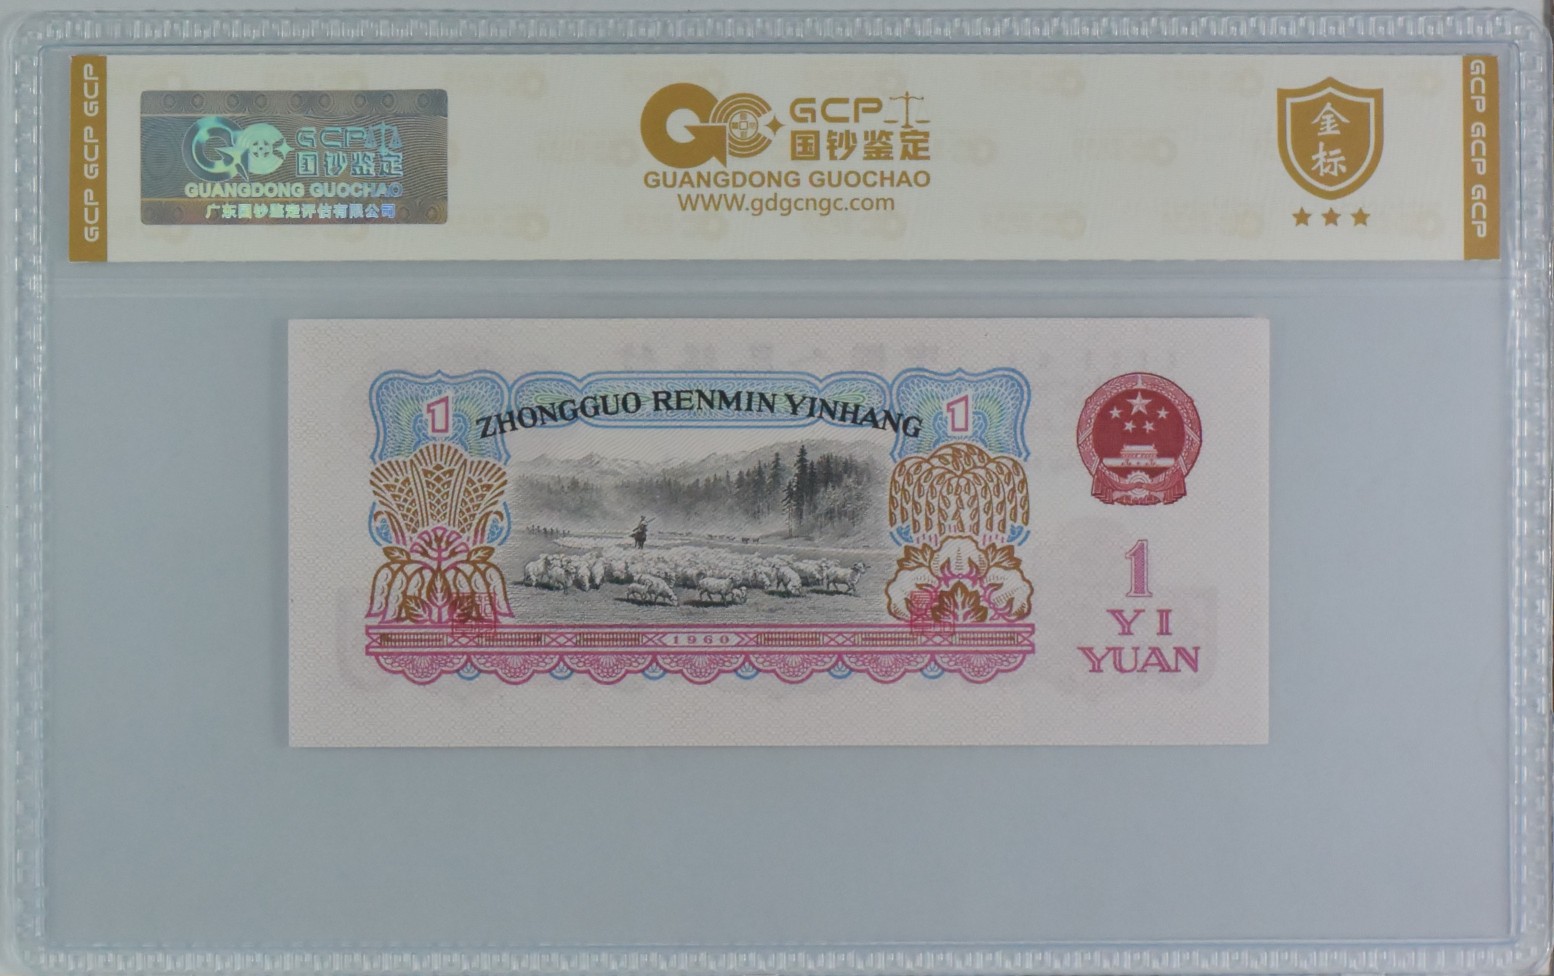 GCP GCP GCP
GCP
国钞鉴定
GUANGDONG GUOCHAO
广东国钞鉴定评估有限公司
GCP
国钞鉴定
GUANGDONG GUOCHAO
WWW.gdgcngc.com
金
标
GCP GCP GCP
1
ZHONGGUO RENMIN YINHANG
1
1960
1
YI
YUAN